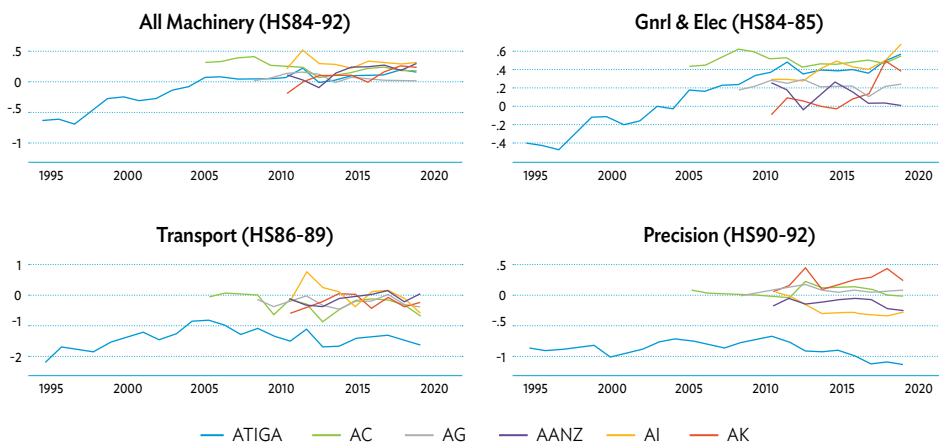 All Machinery (HS84-92)
.5
0
-.5
-1
1995 2000 2005 2010 2015 2020
Gnrl & Elec (HS84-85)
.6
.4
.2
0
-.2
-.4
1995 2000 2005 2010 2015 2020
Transport (HS86-89)
1
0
-1
-2
1995 2000 2005 2010 2015 2020
Precision (HS90-92)
.5
0
-.5
-1
1995 2000 2005 2010 2015 2020
ATIGA AC AG AANZ AI AK